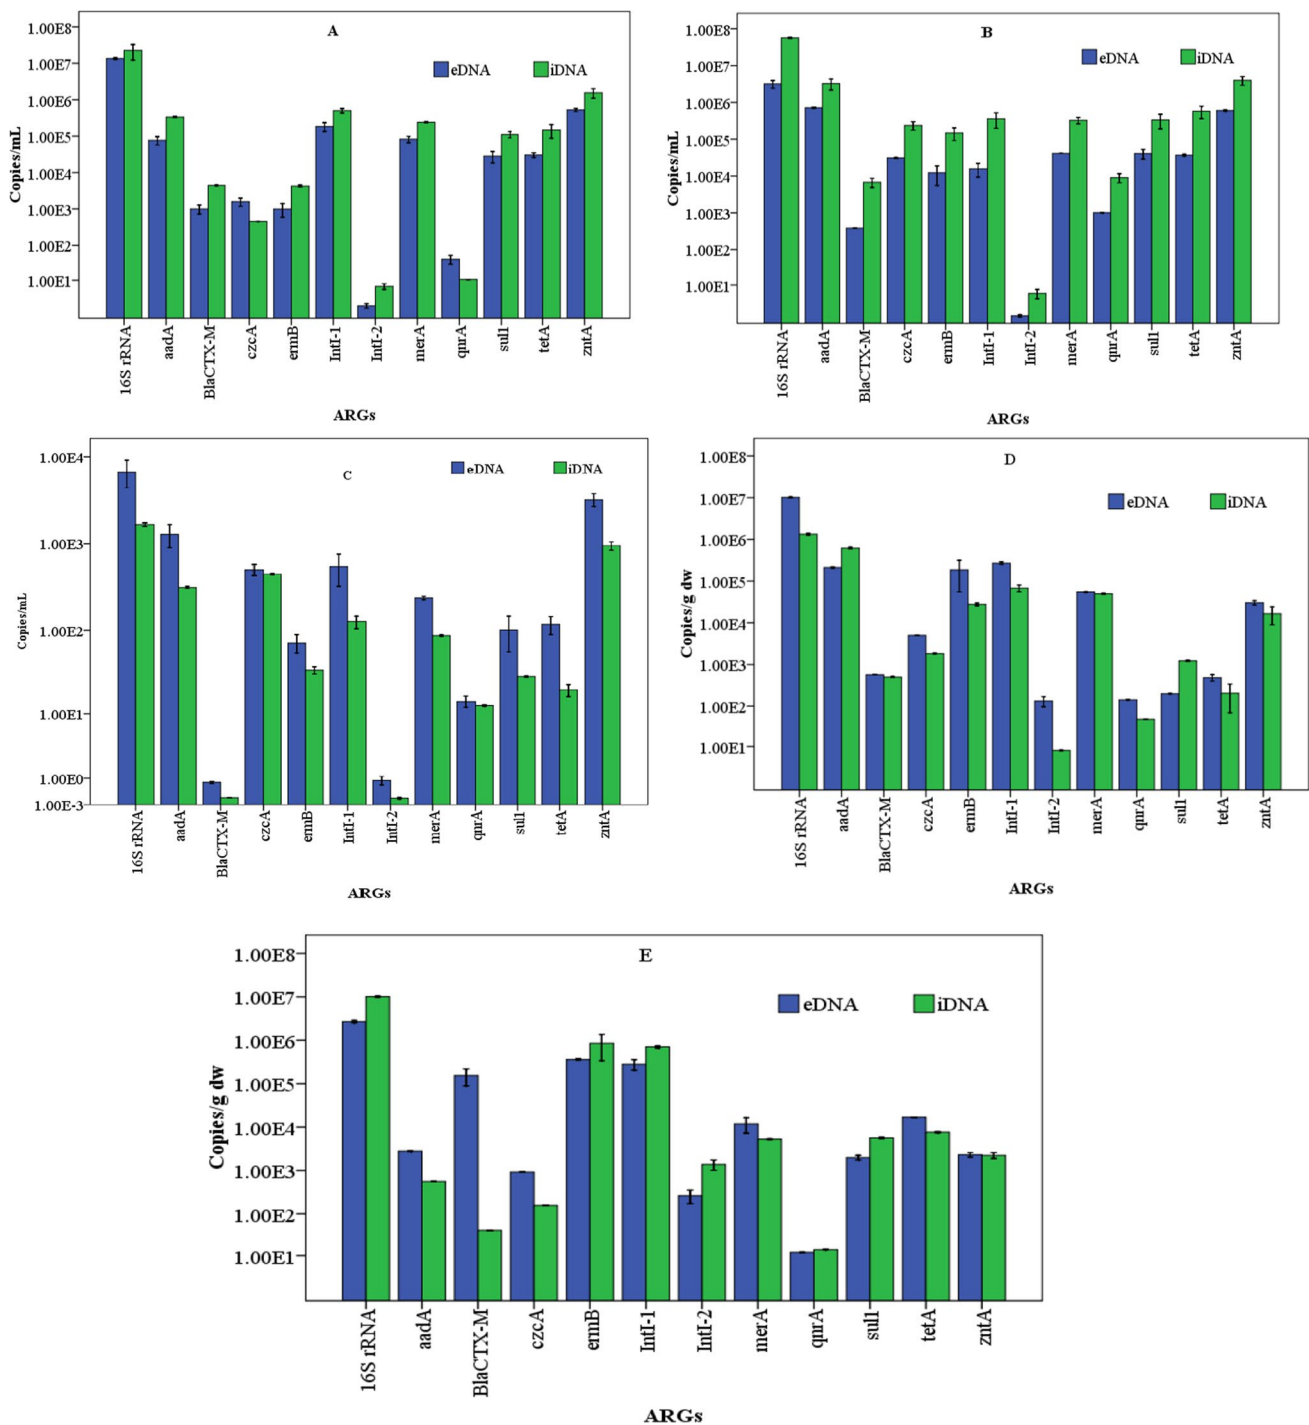 A
eDNA iDNA
Copies/mL
1.00E8
1.00E7
1.00E6
1.00E5
1.00E4
1.00E3
1.00E2
1.00E1
16S rRNA
aadA
BlaCTX-M
czcA
ermB
IntI-1
IntI-2
merA
qnrA
sul1
tetA
zntA
ARGs
B
eDNA iDNA
Copies/mL
1.00E8
1.00E7
1.00E6
1.00E5
1.00E4
1.00E3
1.00E2
1.00E1
16S rRNA
aadA
BlaCTX-M
czcA
ermB
IntI-1
IntI-2
merA
qnrA
sul1
tetA
zntA
ARGs
C
eDNA iDNA
Copies/mL
1.00E4
1.00E3
1.00E2
1.00E1
1.00E0
1.00E-3
16S rRNA
aadA
BlaCTX-M
czcA
ermB
IntI-1
IntI-2
merA
qnrA
sul1
tetA
zntA
ARGs
D
eDNA iDNA
Copies/g dw
1.00E8
1.00E7
1.00E6
1.00E5
1.00E4
1.00E3
1.00E2
1.00E1
16S rRNA
aadA
BlaCTX-M
czcA
ermB
IntI-1
IntI-2
merA
qnrA
sul1
tetA
zntA
ARGs
E
eDNA iDNA
Copies/g dw
1.00E8
1.00E7
1.00E6
1.00E5
1.00E4
1.00E3
1.00E2
1.00E1
16S rRNA
aadA
BlaCTX-M
czcA
ermB
IntI-1
IntI-2
merA
qnrA
sul1
tetA
zntA
ARGs